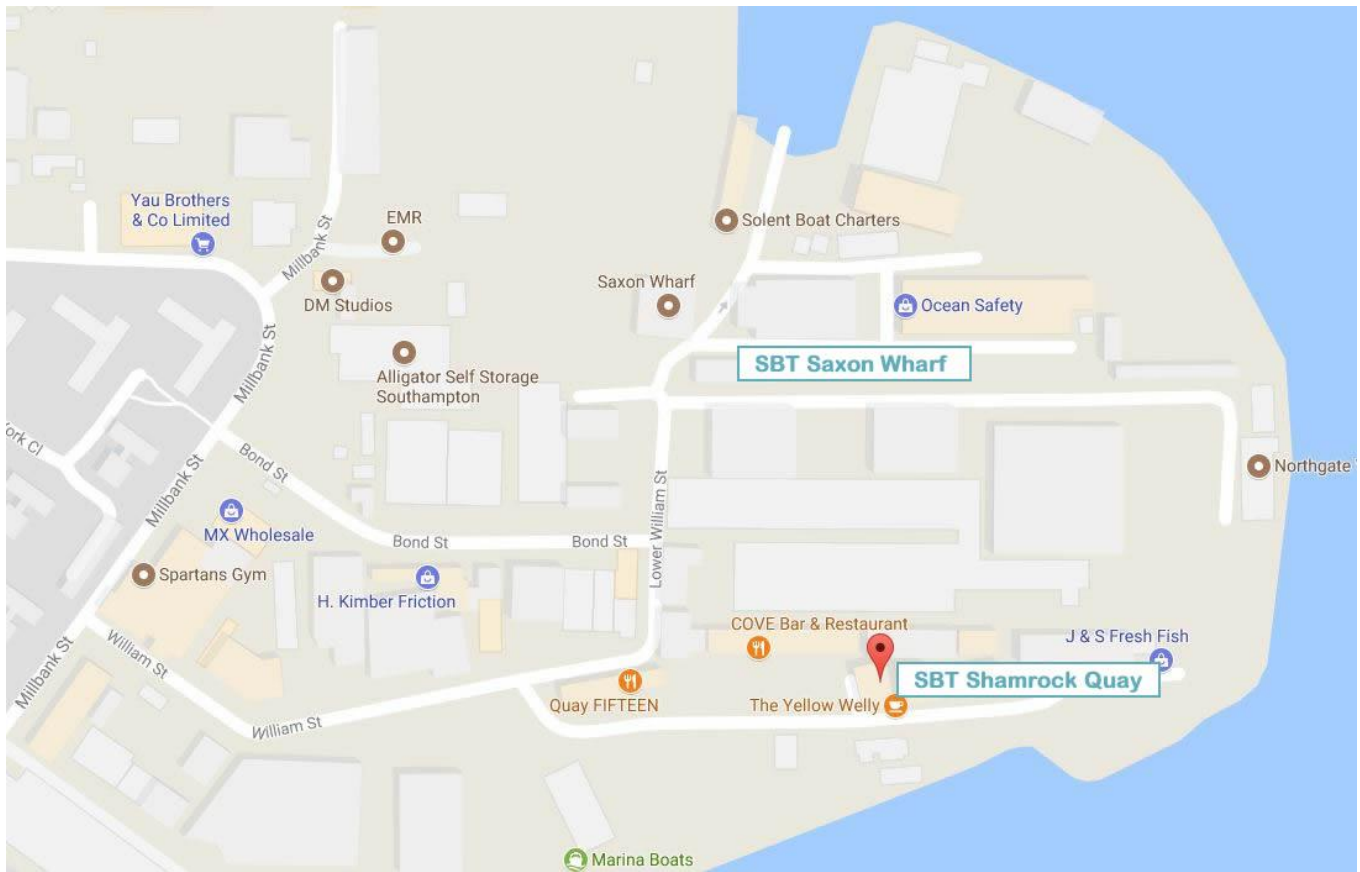 Yau Brothers
& Co Limited
EMR
Millbank St
Solent Boat Charters
DM Studios
Saxon Wharf
Ocean Safety
Millbank St
SBT Saxon Wharf
Alligator Self Storage
Southampton
York Cl
Bond St
Northgate
Millbank St
Lower William St
MX Wholesale
Bond St
Bond St
Spartans Gym
H. Kimber Friction
COVE Bar & Restaurant
J & S Fresh Fish
William St
Millbank St
SBT Shamrock Quay
Quay FIFTEEN
The Yellow Welly
William St
Marina Boats